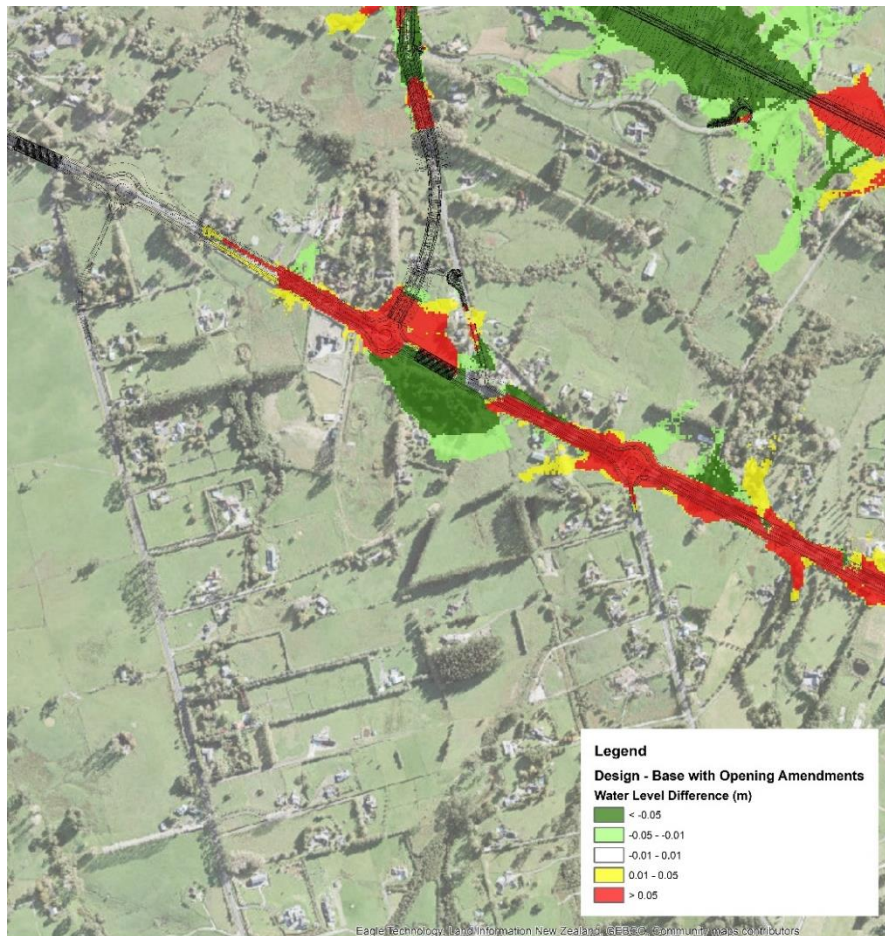 Legend
Design - Base with Opening Amendments
Water Level Difference (m)
< -0.05
-0.05 - -0.01
-0.01 - 0.01
0.01 - 0.05
> 0.05
Eagle Technology, Land Information New Zealand, GEBCO, Community maps contributors